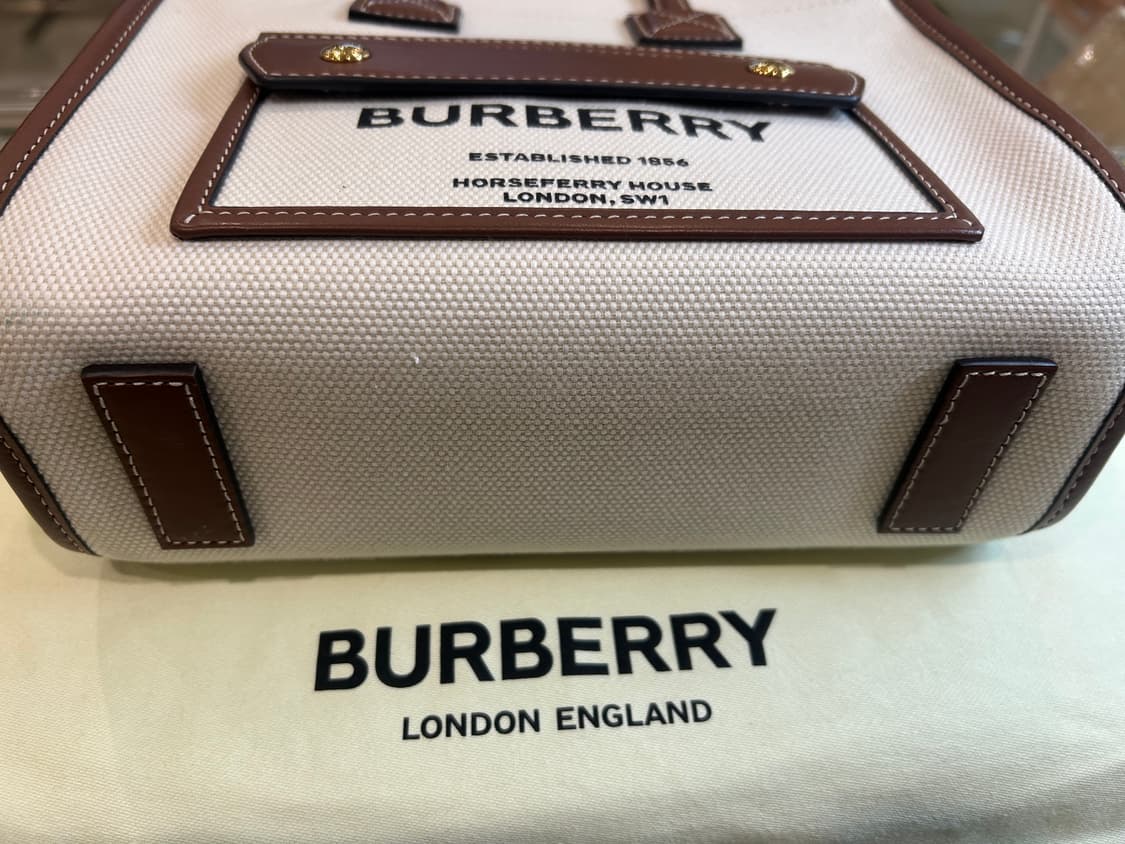 BURBERRY
ESTABLISHED 1856
HORSEFERRY HOUSE
LONDON, SW1
BURBERRY
LONDON ENGLAND